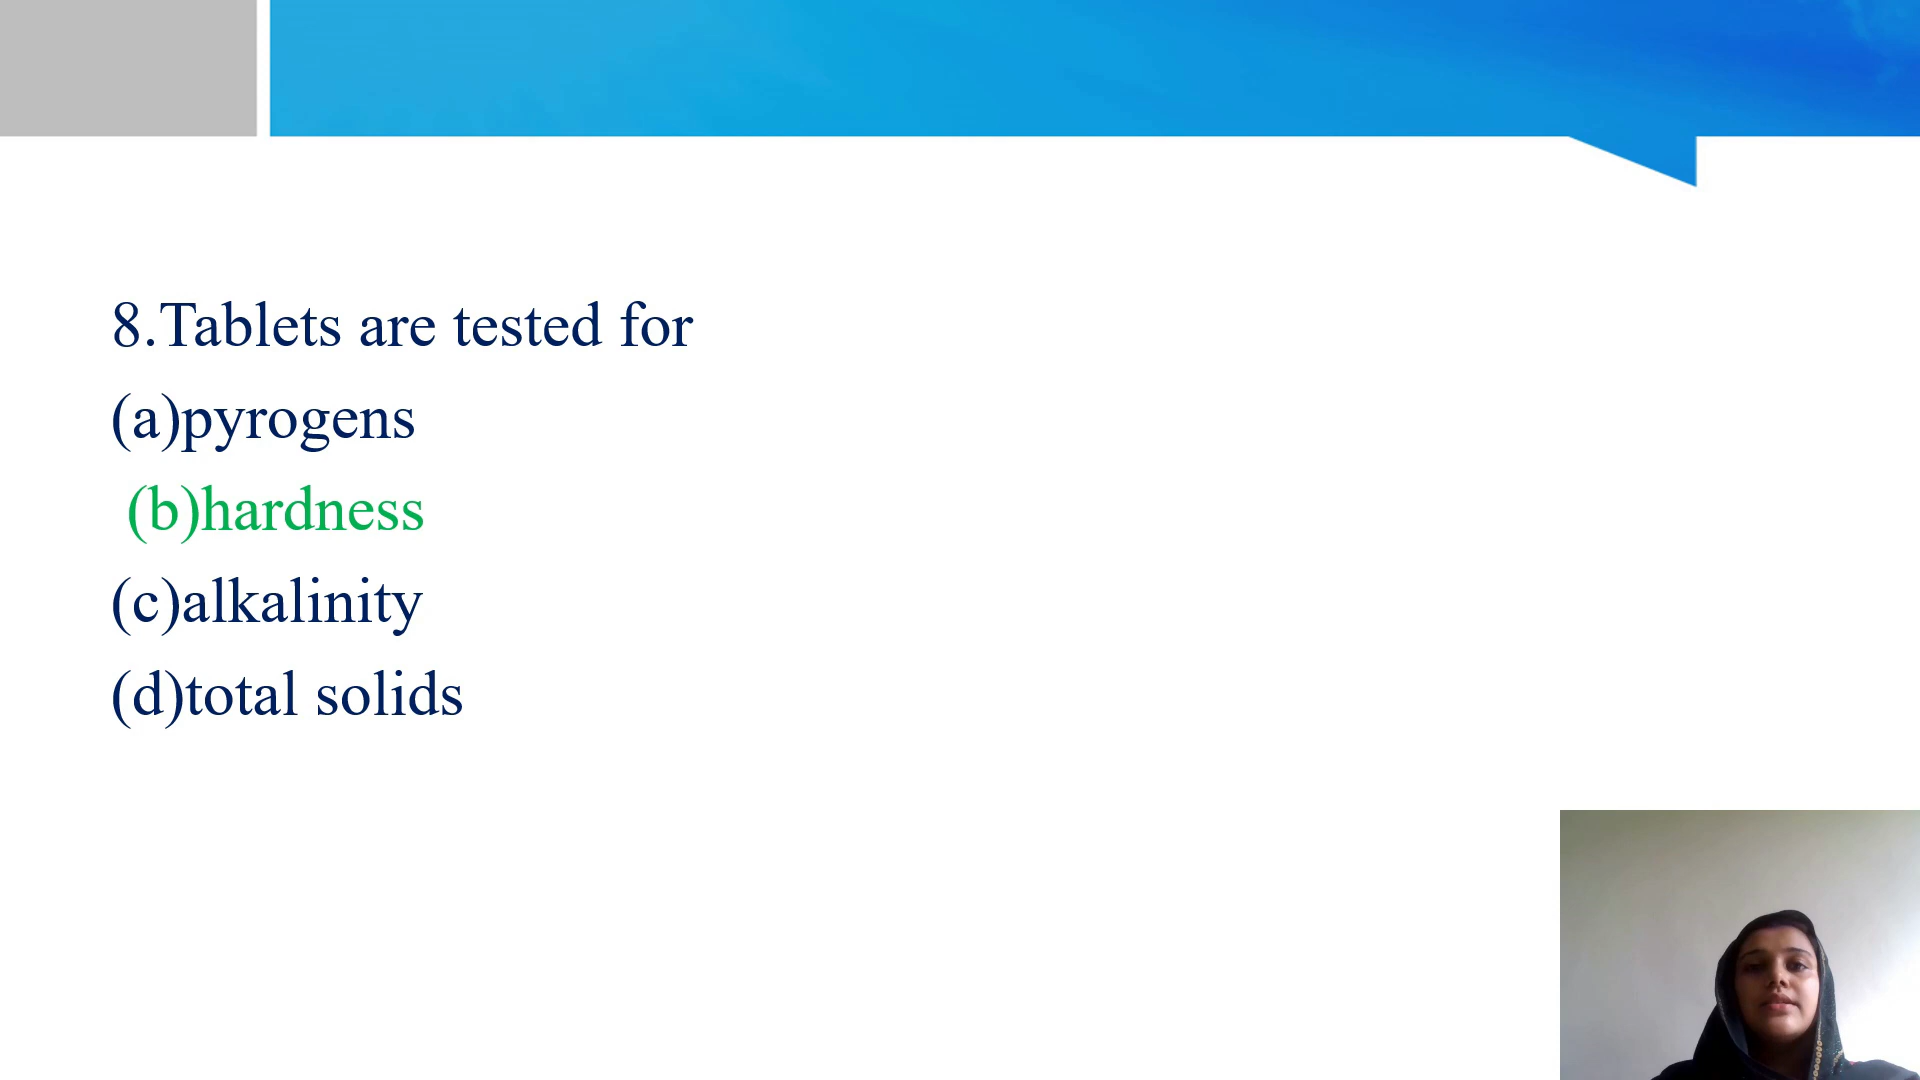 8.Tablets are tested for
(a)pyrogens
(b)hardness
(c)alkalinity
(d)total solids